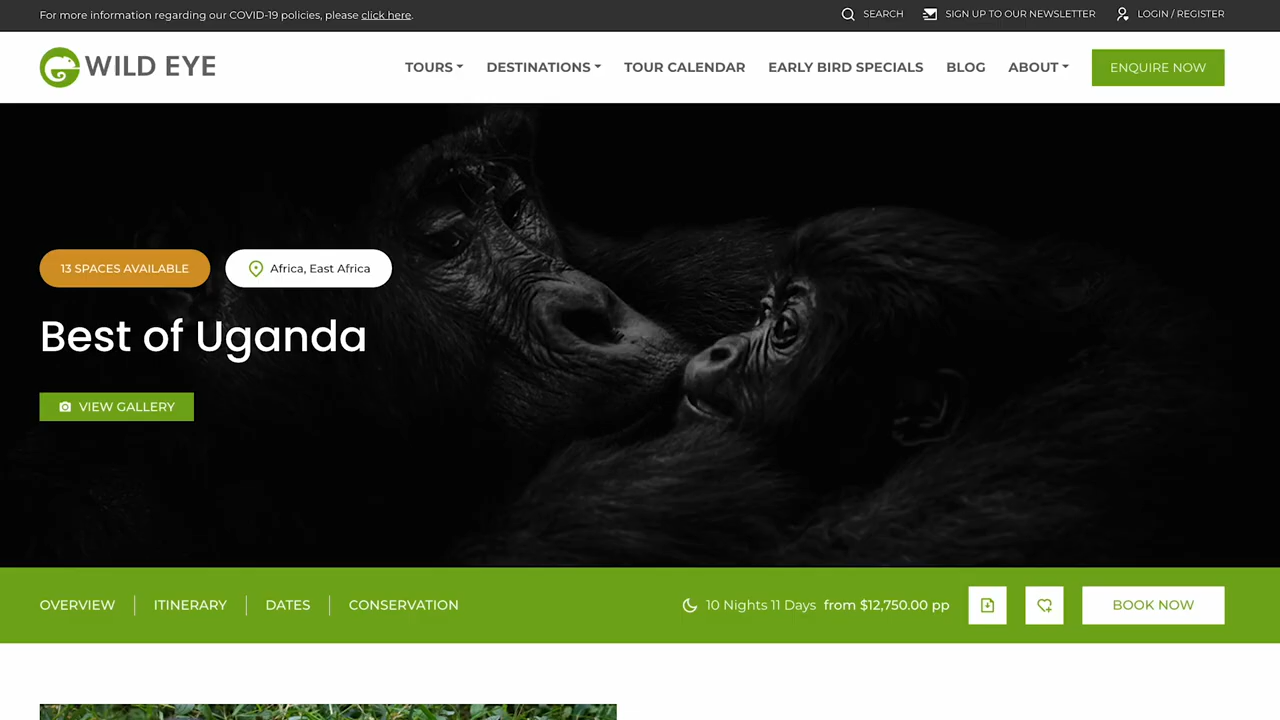 For more information regarding our COVID-19 policies, please click here.
SEARCH
SIGN UP TO OUR NEWSLETTER
LOGIN / REGISTER
WILD EYE
TOURS
DESTINATIONS
TOUR CALENDAR
EARLY BIRD SPECIALS
BLOG
ABOUT
ENQUIRE NOW
13 SPACES AVAILABLE
Africa, East Africa
Best of Uganda
VIEW GALLERY
OVERVIEW
ITINERARY
DATES
CONSERVATION
10 Nights 11 Days from $12,750.00 pp
BOOK NOW